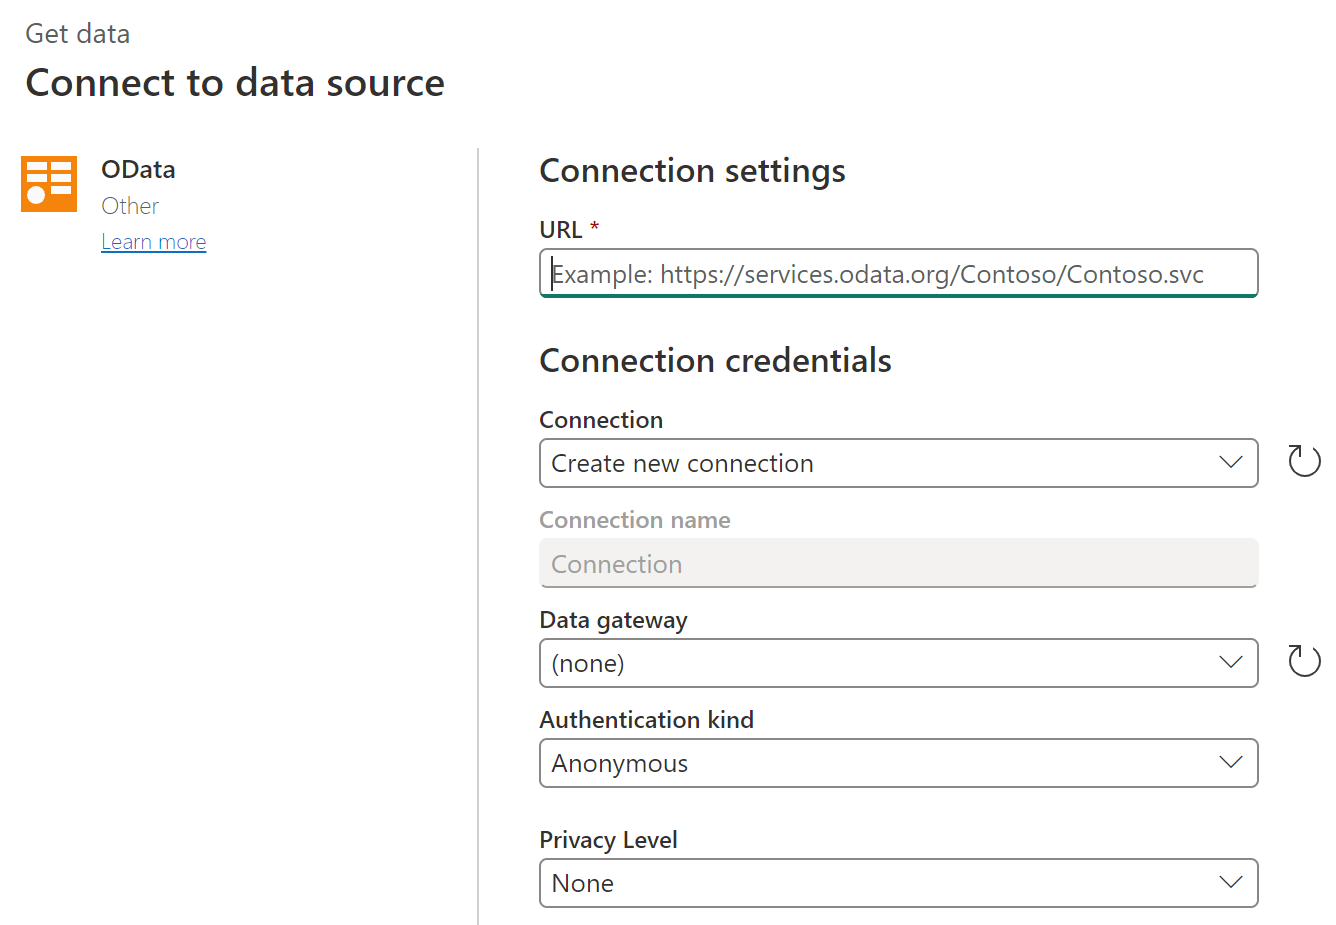 Get data
Connect to data source
OData
Other
Learn more
Connection settings
URL *
Example: https://services.odata.org/Contoso/Contoso.svc
Connection credentials
Connection
Create new connection
Connection name
Connection
Data gateway
(none)
Authentication kind
Anonymous
Privacy Level
None